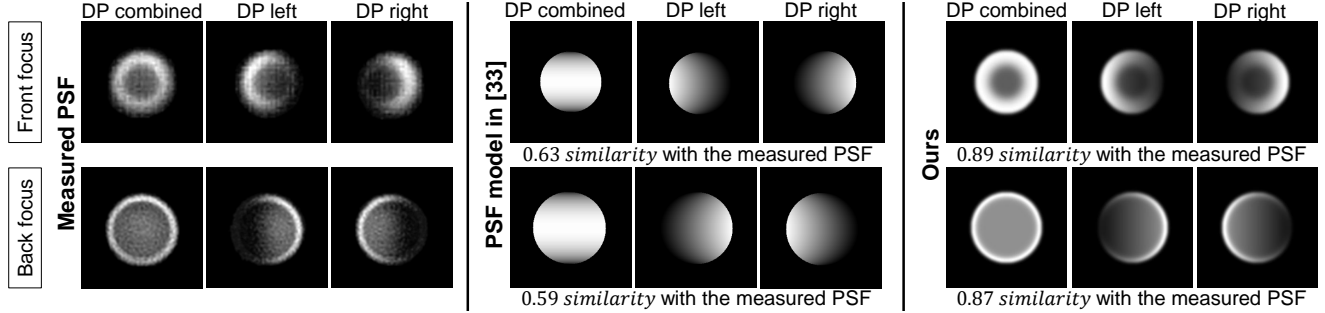 DP combined DP left DP right
Front focus
Back focus
Measured PSF
DP combined DP left DP right
PSF model in [33]
0.63 similarity with the measured PSF
0.59 similarity with the measured PSF
DP combined DP left DP right
Ours
0.89 similarity with the measured PSF
0.87 similarity with the measured PSF